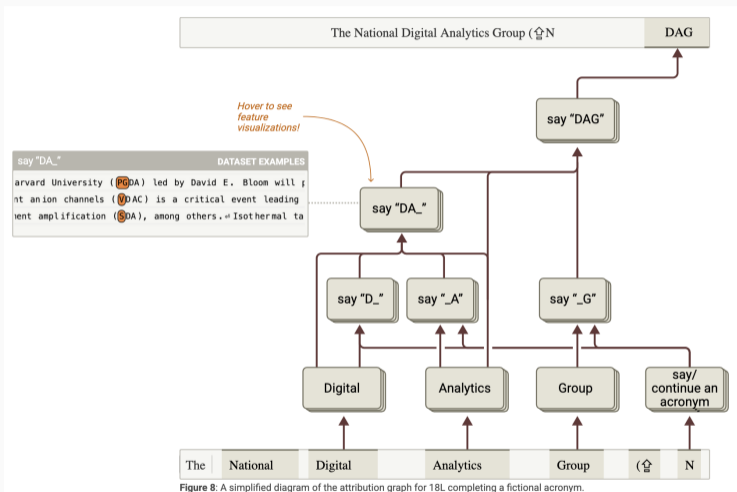 The National Digital Analytics Group (⇪N
DAG
say "DAG"
Hover to see
feature
visualizations!
say "DA_"
DATASET EXAMPLES
arvard University (PGDA) led by David E. Bloom will
nt anion channels (VDAC) is a critical event leading
ent amplification (SDA), among others.↵Isothermal ta
say "DA_"
say "D_"
say "_A"
say "_G"
Digital
Analytics
Group
say/
continue an
acronym
The National Digital Analytics Group (⇪ N
Figure 8: A simplified diagram of the attribution graph for 18L completing a fictional acronym.